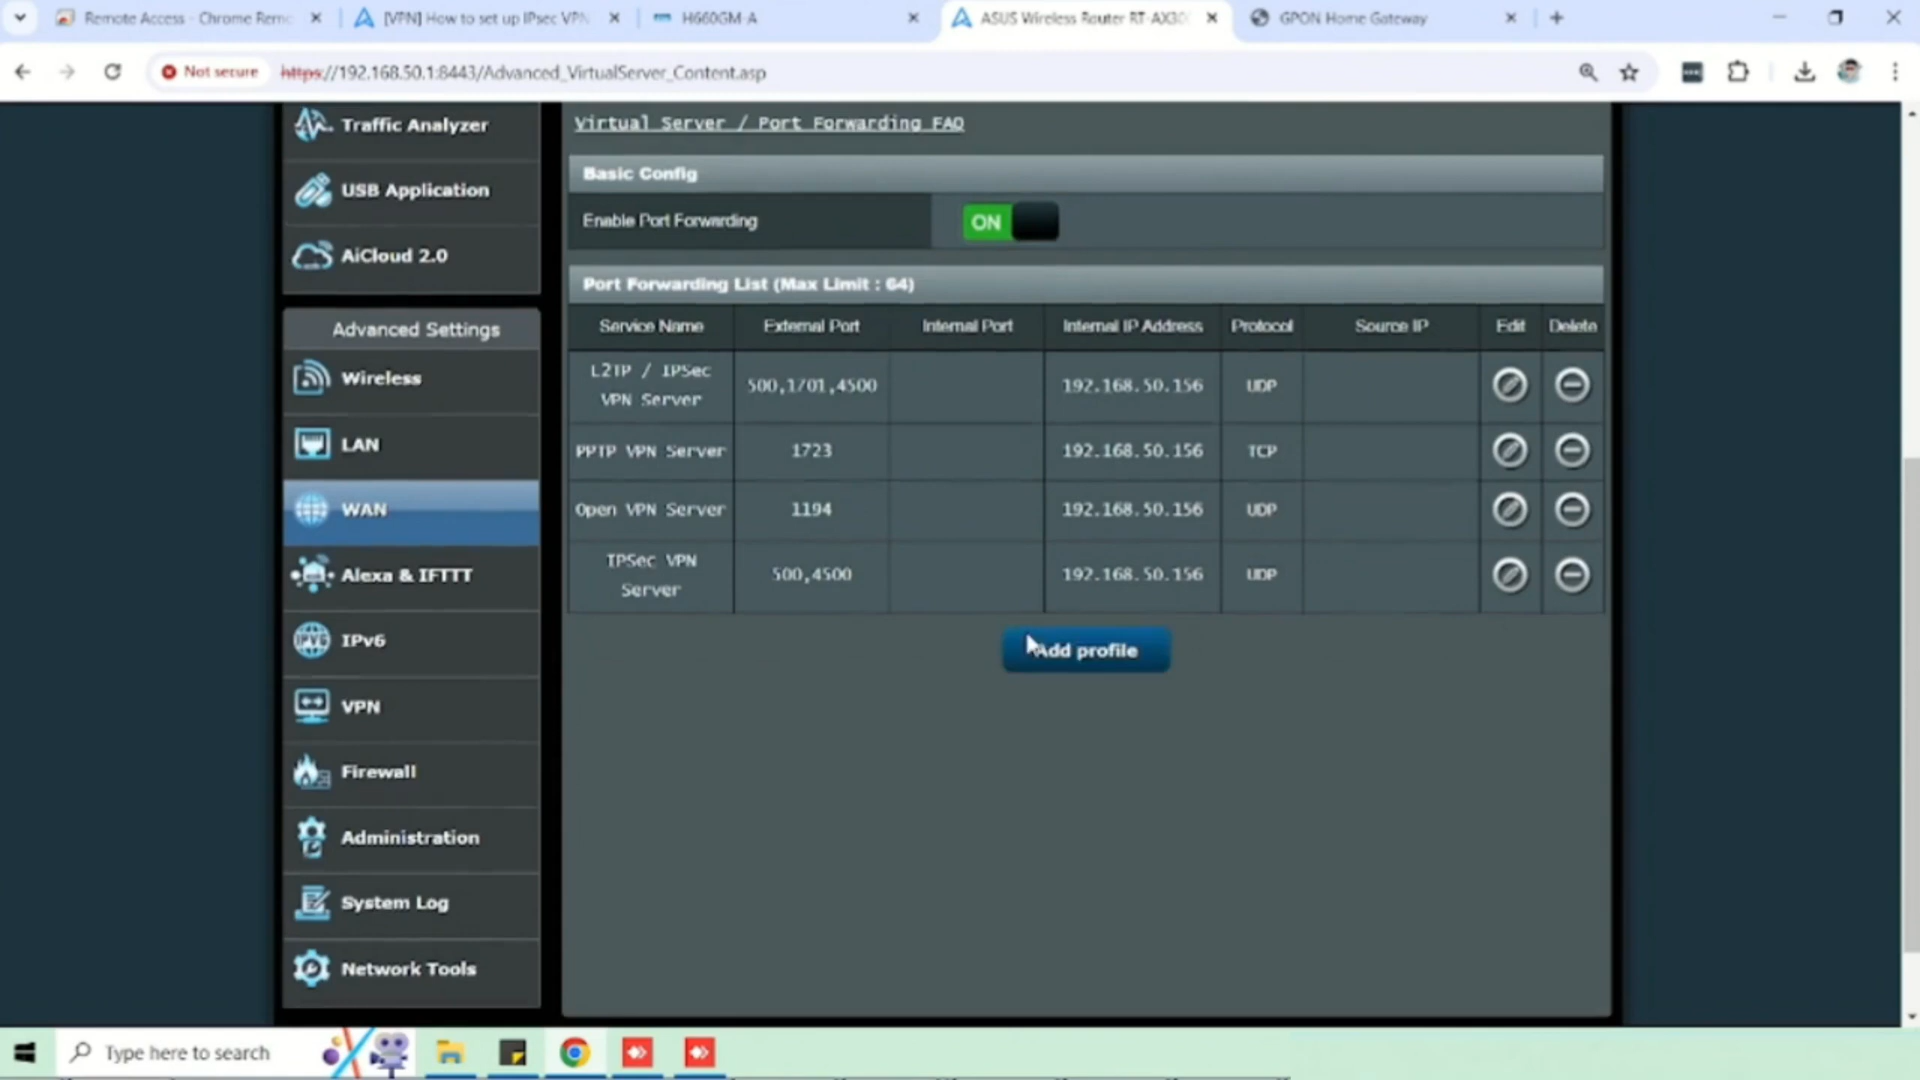 Remote Access - Chrome Remo
[VPN] How to set up IPsec VPN
H660GM-A
ASUS Wireless Router RT-AX30
GPON Home Gateway
Not secure
https://192.168.50.1:8443/Advanced_VirtualServer_Content.asp
Traffic Analyzer
USB Application
AiCloud 2.0
Advanced Settings
Wireless
LAN
WAN
Alexa & IFTTT
IPv6
VPN
Firewall
Administration
System Log
Network Tools
Virtual Server / Port Forwarding FAQ
Basic Config
Enable Port Forwarding
ON
Port Forwarding List (Max Limit : 64)
Service Name External Port Internal Port Internal IP Address Protocol Source IP Edit Delete
L2TP / IPSec
VPN Server
500,1701,4500 192.168.50.156 UDP
PPTP VPN Server 1723 192.168.50.156 TCP
Open VPN Server 1194 192.168.50.156 UDP
IPSec VPN
Server
500,4500 192.168.50.156 UDP
Add profile
Type here to search